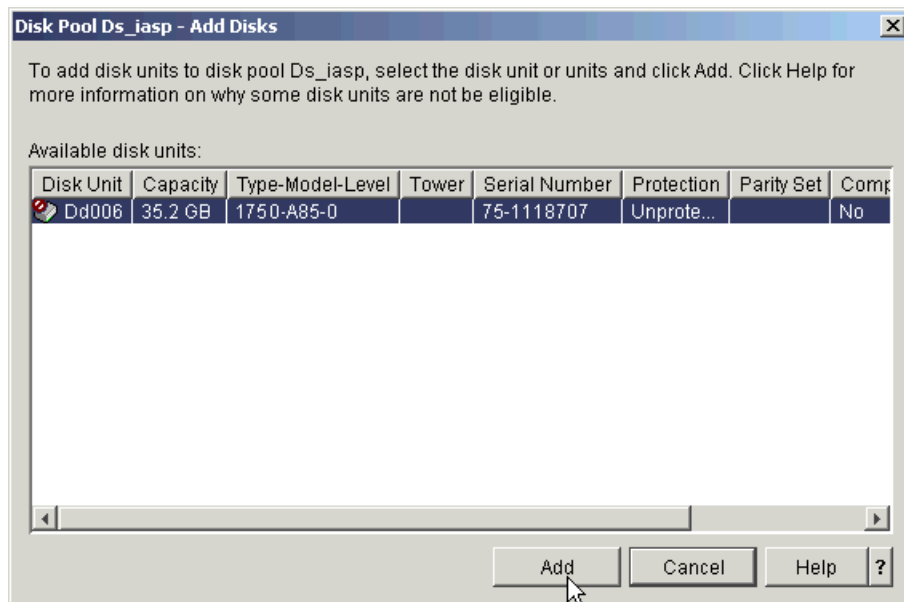 Disk Pool Ds_iasp - Add Disks
To add disk units to disk pool Ds_iasp, select the disk unit or units and click Add. Click Help for
more information on why some disk units are not be eligible.
Available disk units:
Disk Unit Capacity Type-Model-Level Tower Serial Number Protection Parity Set Comp
Dd006 35.2 GB 1750-A85-0 75-1118707 Unprote... No
Add Cancel Help ?